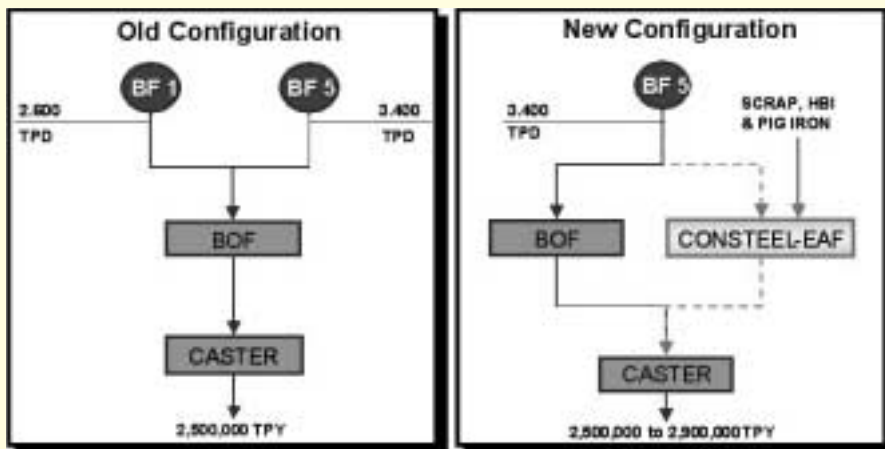 Old Configuration
BF 1
BF 5
2.600
TPD
3.400
TPD
BOF
CASTER
2,500,000 TPY
New Configuration
BF 5
3.400
TPD
SCRAP, HBI
& PIG IRON
BOF
CONSTEEL-EAF
CASTER
2,500,000 to 2,900,000TPY